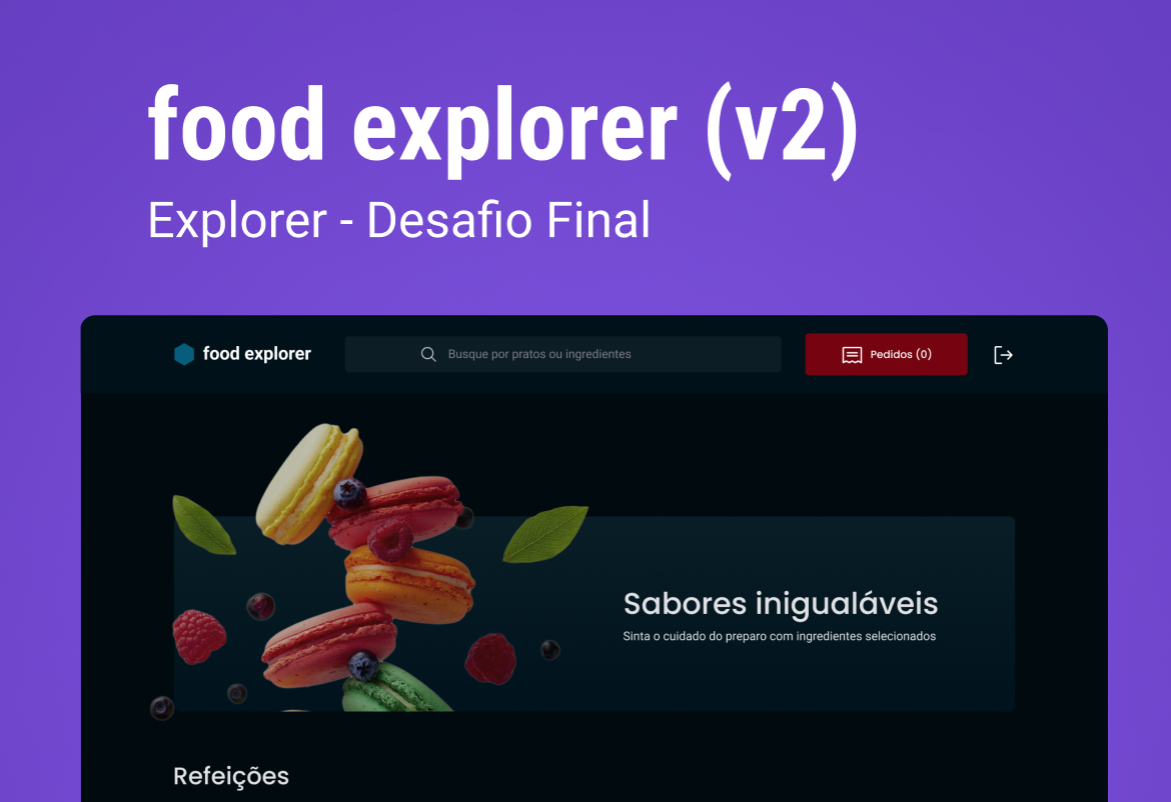 food explorer (v2)
Explorer - Desafio Final
food explorer
Busque por pratos ou ingredientes
Pedidos (0)
Sabores inigualáveis
Sinta o cuidado do preparo com ingredientes selecionados
Refeições